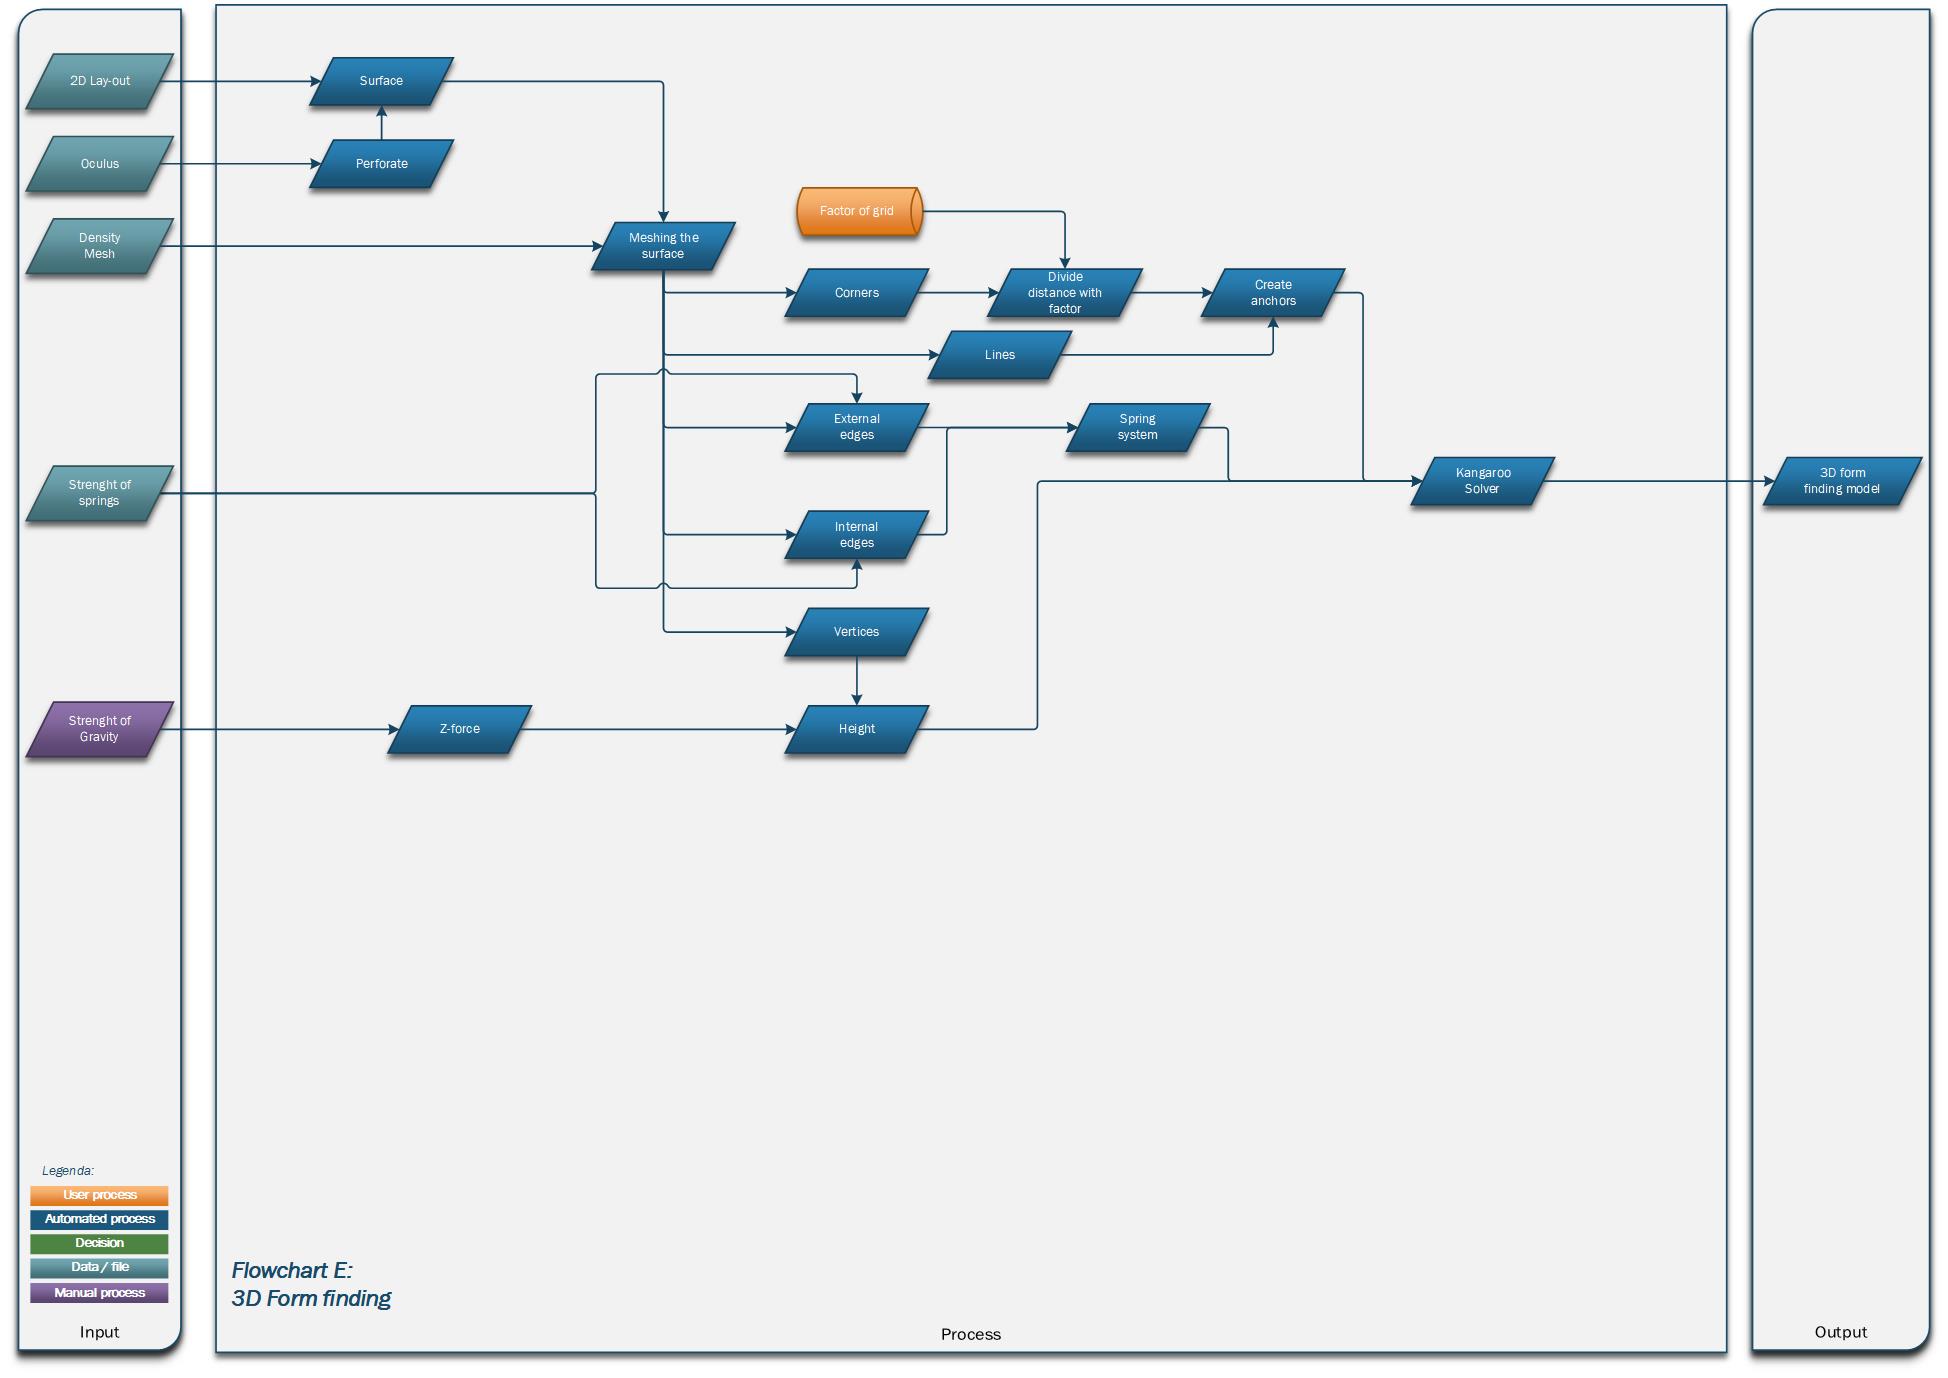 2D Lay-out
Surface
Oculus
Perforate
Factor of grid
Density
Mesh
Meshing the
surface
Corners
Divide
distance with
factor
Create
anchors
Lines
External
edges
Spring
system
Strenght of
springs
Kangaroo
Solver
3D form
finding model
Internal
edges
Vertices
Strenght of
Gravity
Z-force
Height
Legenda:
User process
Automated process
Decision
Data / file
Manual process
Flowchart E:
3D Form finding
Input
Process
Output